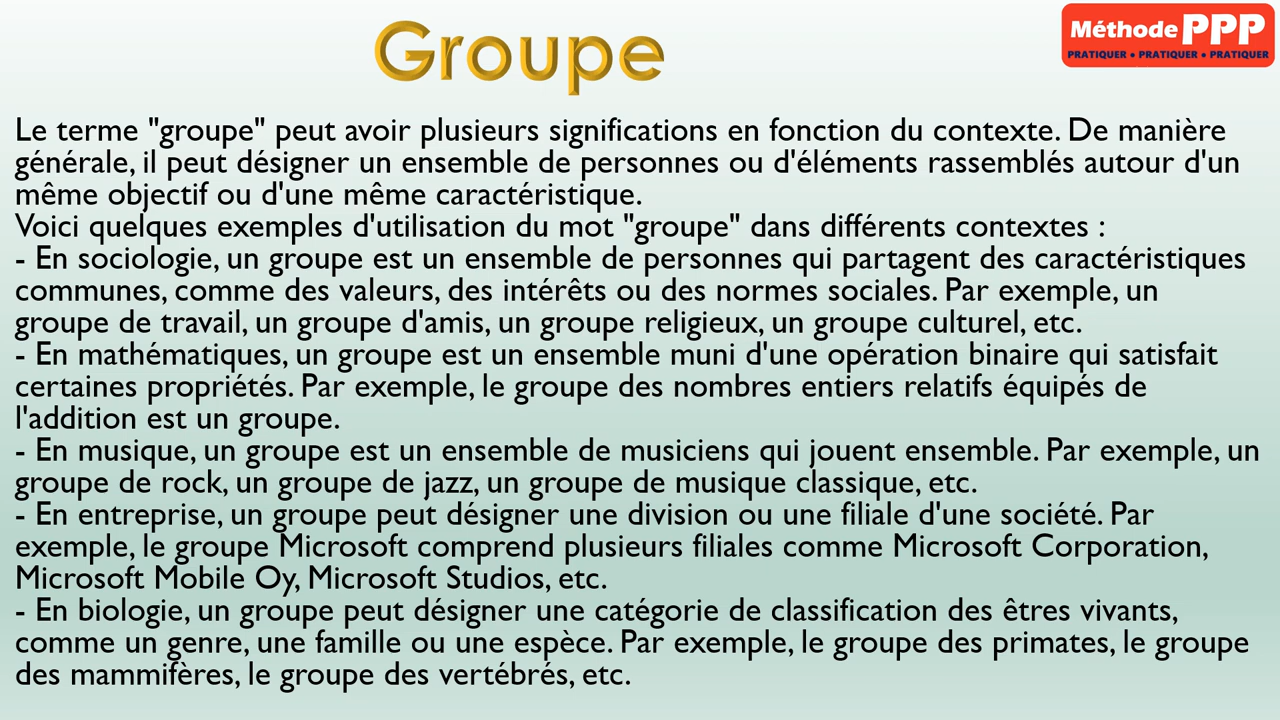 Groupe
Méthode PPP
PRATIQUER • PRATIQUER • PRATIQUER
Le terme "groupe" peut avoir plusieurs significations en fonction du contexte. De manière
générale, il peut désigner un ensemble de personnes ou d'éléments rassemblés autour d'un
même objectif ou d'une même caractéristique.
Voici quelques exemples d'utilisation du mot "groupe" dans différents contextes :
- En sociologie, un groupe est un ensemble de personnes qui partagent des caractéristiques
communes, comme des valeurs, des intérêts ou des normes sociales. Par exemple, un
groupe de travail, un groupe d'amis, un groupe religieux, un groupe culturel, etc.
- En mathématiques, un groupe est un ensemble muni d'une opération binaire qui satisfait
certaines propriétés. Par exemple, le groupe des nombres entiers relatifs équipés de
l'addition est un groupe.
- En musique, un groupe est un ensemble de musiciens qui jouent ensemble. Par exemple, un
groupe de rock, un groupe de jazz, un groupe de musique classique, etc.
- En entreprise, un groupe peut désigner une division ou une filiale d'une société. Par
exemple, le groupe Microsoft comprend plusieurs filiales comme Microsoft Corporation,
Microsoft Mobile Oy, Microsoft Studios, etc.
- En biologie, un groupe peut désigner une catégorie de classification des êtres vivants,
comme un genre, une famille ou une espèce. Par exemple, le groupe des primates, le groupe
des mammifères, le groupe des vertébrés, etc.